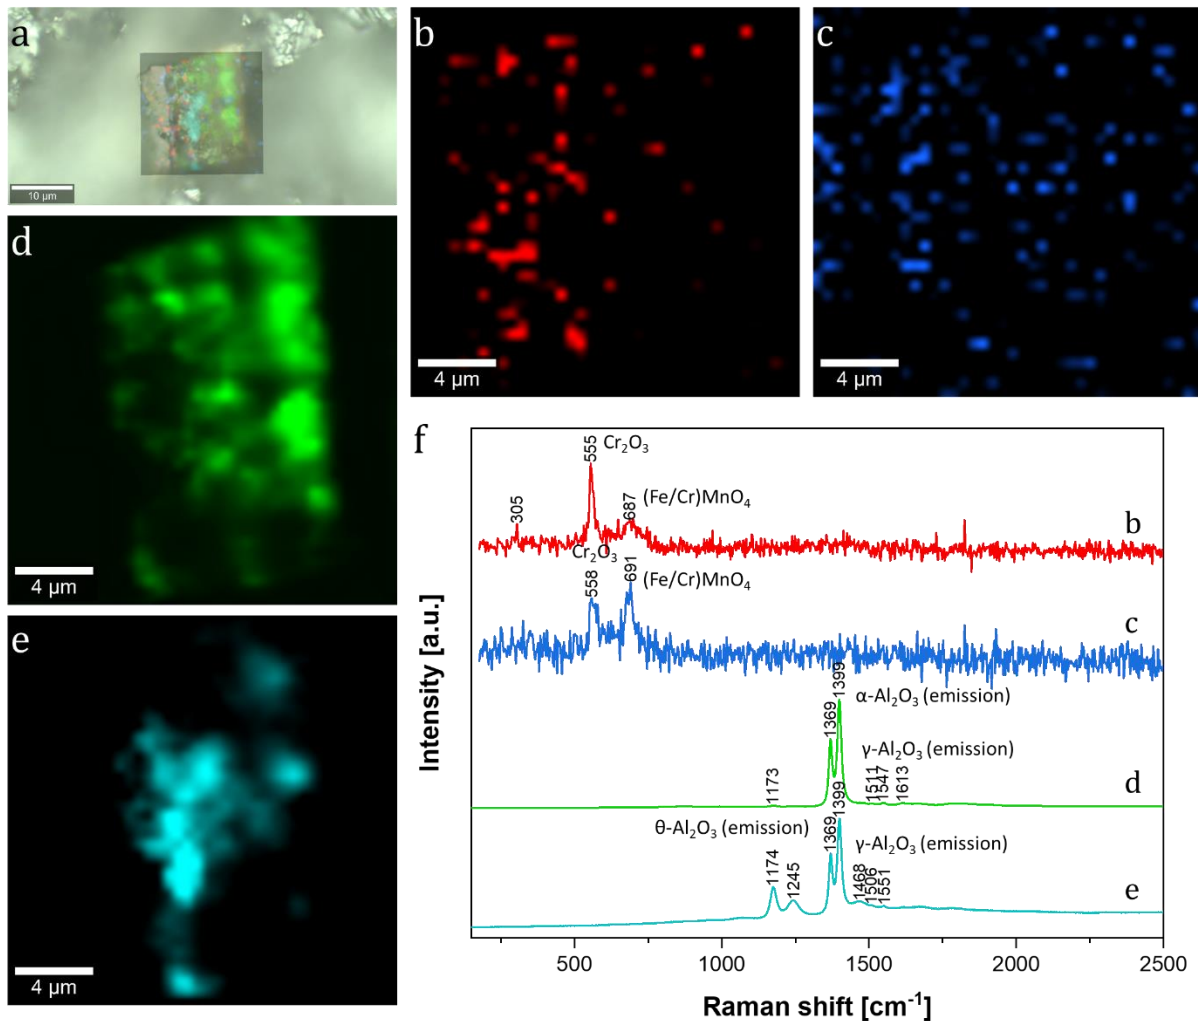 a
10 µm
b
4 µm
c
4 µm
d
4 µm
e
4 µm
f
Intensity [a.u.]
305
555
Cr₂O₃
687
(Fe/Cr)MnO₄
b
Cr₂O₃
558
691
(Fe/Cr)MnO₄
c
1173
1369
1399
α-Al₂O₃ (emission)
γ-Al₂O₃ (emission)
1511
1547
1613
d
θ-Al₂O₃ (emission)
1174
1245
1369
1399
γ-Al₂O₃ (emission)
1468
1506
1551
e
500 1000 1500 2000 2500
Raman shift [cm⁻¹]